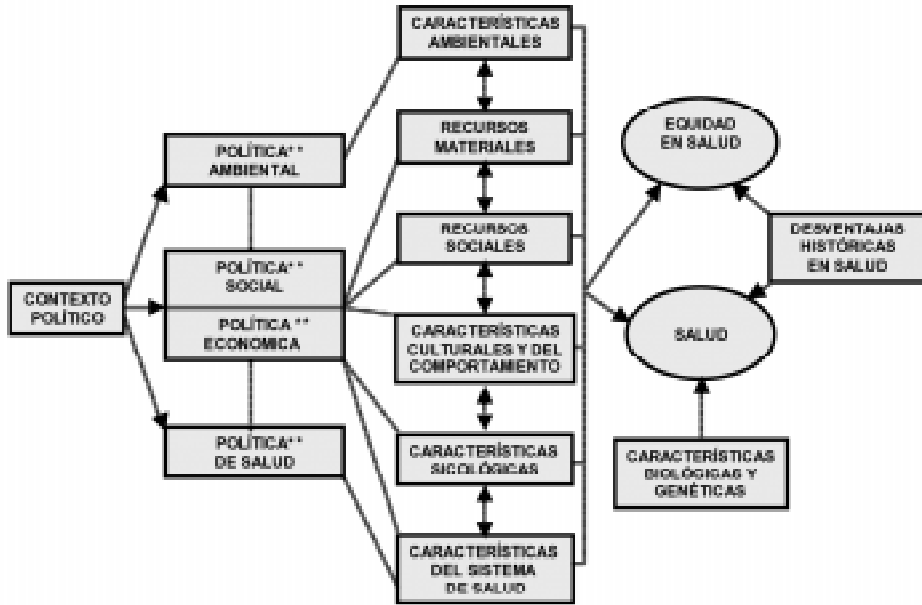 CONTEXTO
POLÍTICO
POLÍTICA**
AMBIENTAL
POLÍTICA**
SOCIAL
POLÍTICA **
ECONOMICA
POLÍTICA**
DE SALUD
CARACTERÍSTICAS
AMBIENTALES
RECURSOS
MATERIALES
RECURSOS
SOCIALES
CARACTERÍSTICAS
CULTURALES Y DEL
COMPORTAMIENTO
CARACTERÍSTICAS
SICOLÓGICAS
CARACTERÍSTICAS
DEL SISTEMA
DE SALUD
EQUIDAD
EN SALUD
DESVENTAJAS
HISTÓRICAS
EN SALUD
SALUD
CARACTERÍSTICAS
BIOLÓGICAS Y
GENÉTICAS